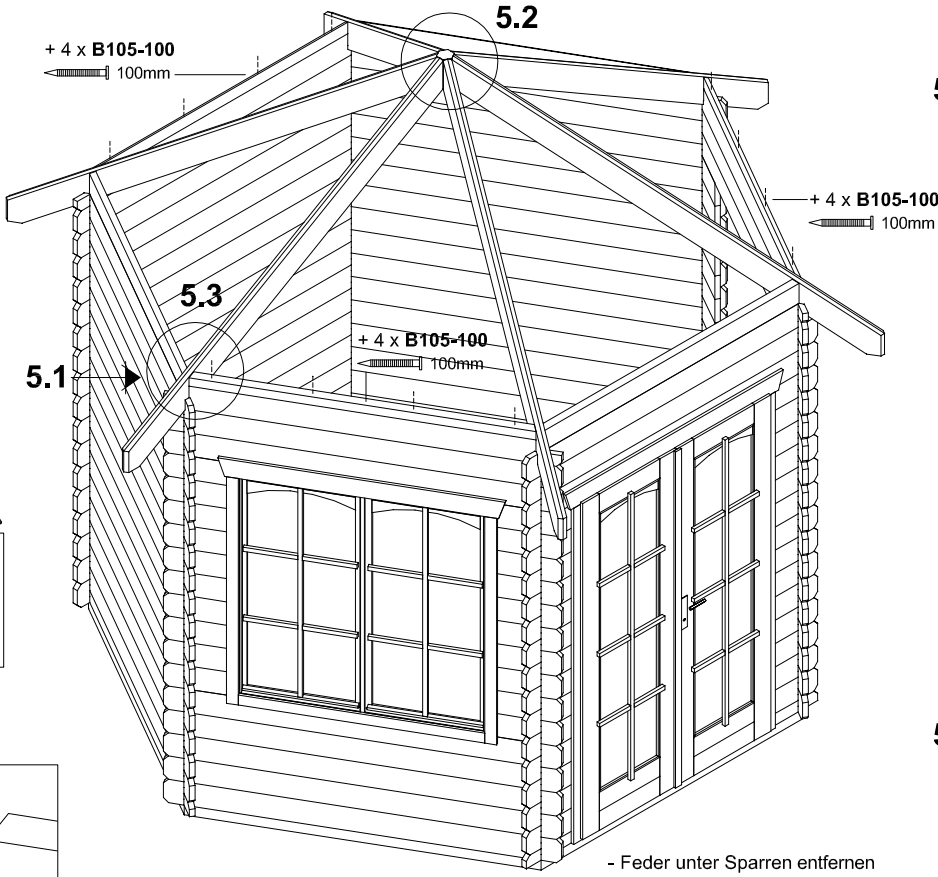 5.2
+ 4 x B105-100
100mm
+ 4 x B105-100
100mm
5.3
+ 4 x B105-100
100mm
5.1
- Feder unter Sparren entfernen